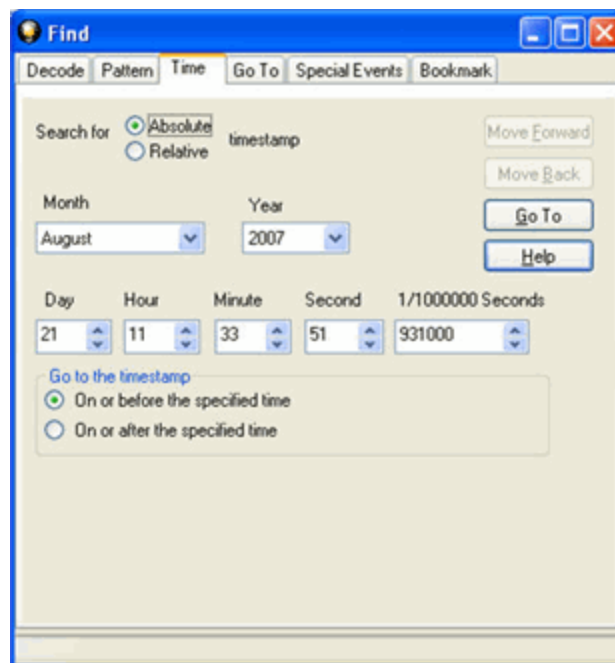 Find
Decode Pattern Time Go To Special Events Bookmark
Search for Absolute timestamp Move Forward
Relative
Move Back
Month Year Go To
August 2007 Help
Day Hour Minute Second 1/1000000 Seconds
21 11 33 51 931000
Go to the timestamp
On or before the specified time
On or after the specified time